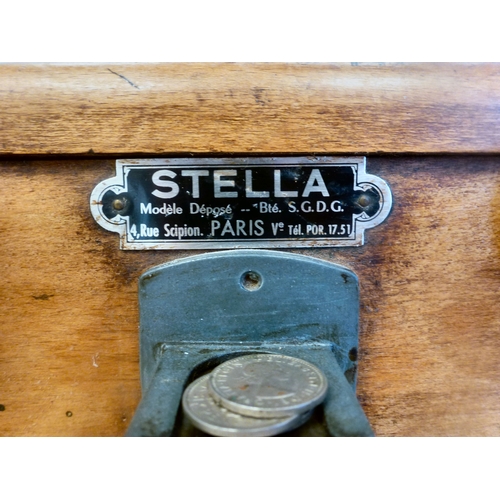 STELLA
Modèle Déposé -- Bté. S.G.D.G.
4, Rue Scipion. PARIS Ve Tél. POR. 17.51